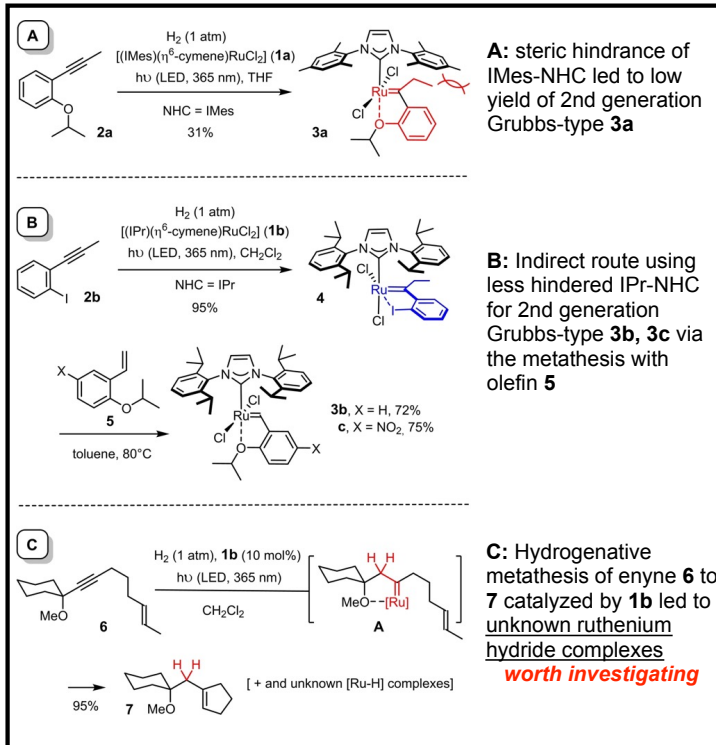 A
H2 (1 atm)
[(IMes)(η6-cymene)RuCl2] (1a)
hυ (LED, 365 nm), THF
NHC = IMes
31%
2a
O
N
N
Cl
Ru
Cl
O
3a
A: steric hindrance of
IMes-NHC led to low
yield of 2nd generation
Grubbs-type 3a
B
H2 (1 atm)
[(IPr)(η6-cymene)RuCl2] (1b)
hυ (LED, 365 nm), CH2Cl2
NHC = IPr
95%
I
2b
N
N
Cl
Ru
I
Cl
4
B: Indirect route using
less hindered IPr-NHC
for 2nd generation
Grubbs-type 3b, 3c via
the metathesis with
olefin 5
X
O
5
toluene, 80°C
N
N
Cl
Ru
Cl
O
X
3b, X = H, 72%
c, X = NO2, 75%
C
H2 (1 atm), 1b (10 mol%)
hυ (LED, 365 nm)
CH2Cl2
MeO
6
H
H
MeO
[Ru]
A
C: Hydrogenative
metathesis of enyne 6 to
7 catalyzed by 1b led to
unknown ruthenium
hydride complexes
worth investigating
95%
H
H
MeO
7
[ + and unknown [Ru-H] complexes]